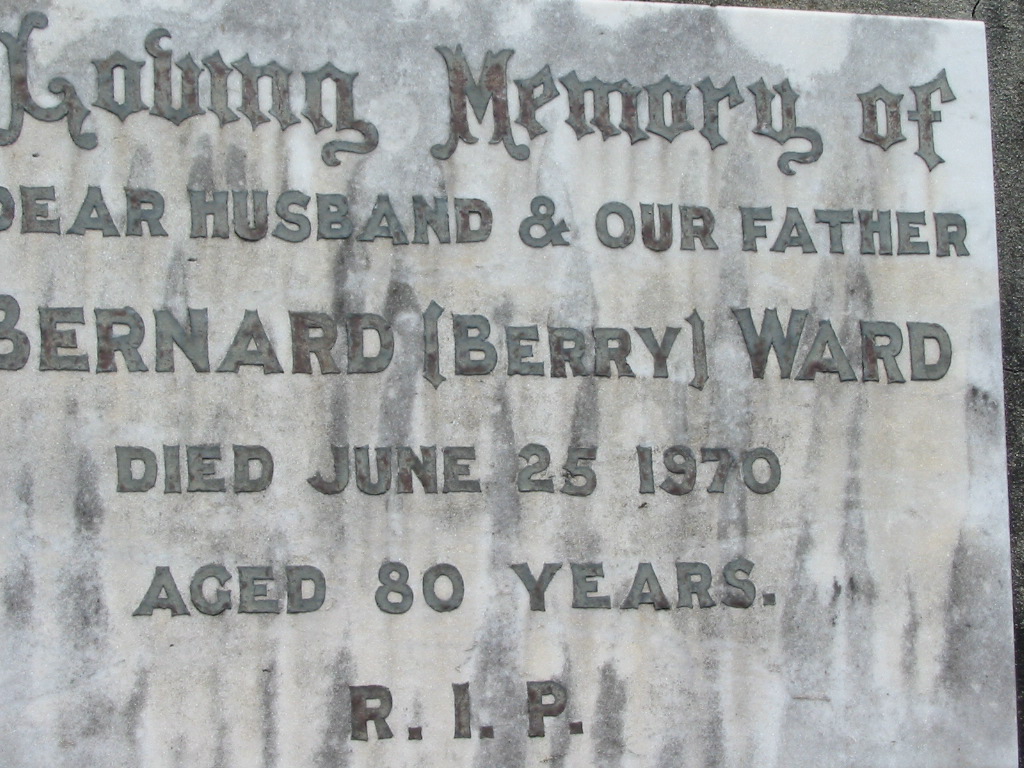 Loving Memory of
DEAR HUSBAND & OUR FATHER
BERNARD (BERRY) WARD
DIED JUNE 25 1970
AGED 80 YEARS.
R. I. P.